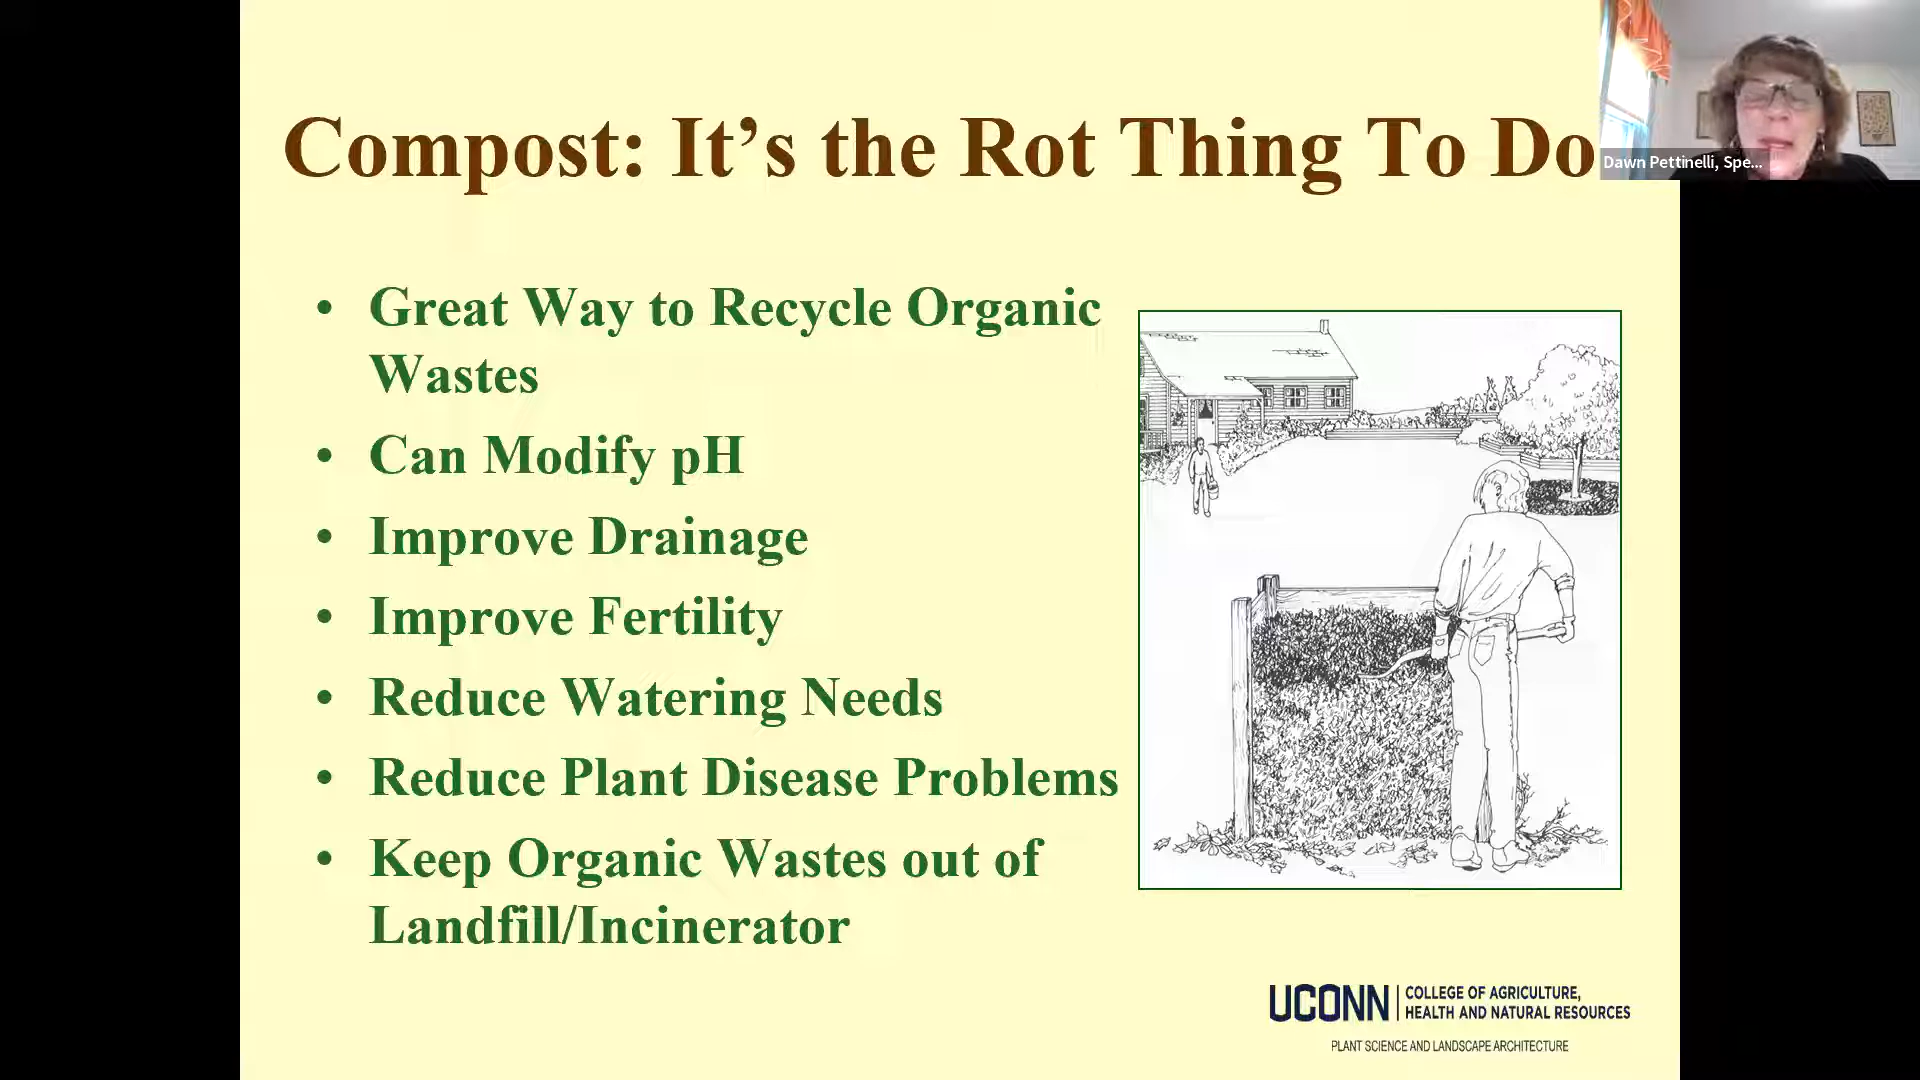 Compost: It's the Rot Thing To Do
Dawn Pettinelli, Spe...
• Great Way to Recycle Organic
Wastes
• Can Modify pH
• Improve Drainage
• Improve Fertility
• Reduce Watering Needs
• Reduce Plant Disease Problems
• Keep Organic Wastes out of
Landfill/Incinerator
UCONN | COLLEGE OF AGRICULTURE,
HEALTH AND NATURAL RESOURCES
PLANT SCIENCE AND LANDSCAPE ARCHITECTURE